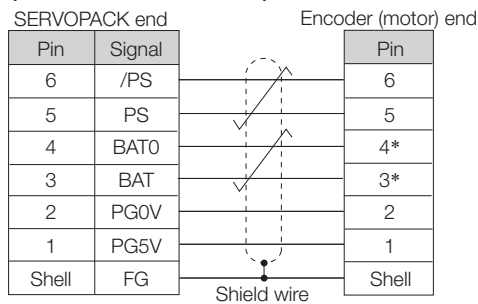 SERVOPACK end Encoder (motor) end
Pin Signal Pin
6 /PS 6
5 PS 5
4 BAT0 4*
3 BAT 3*
2 PG0V 2
1 PG5V 1
Shell FG Shell
Shield wire